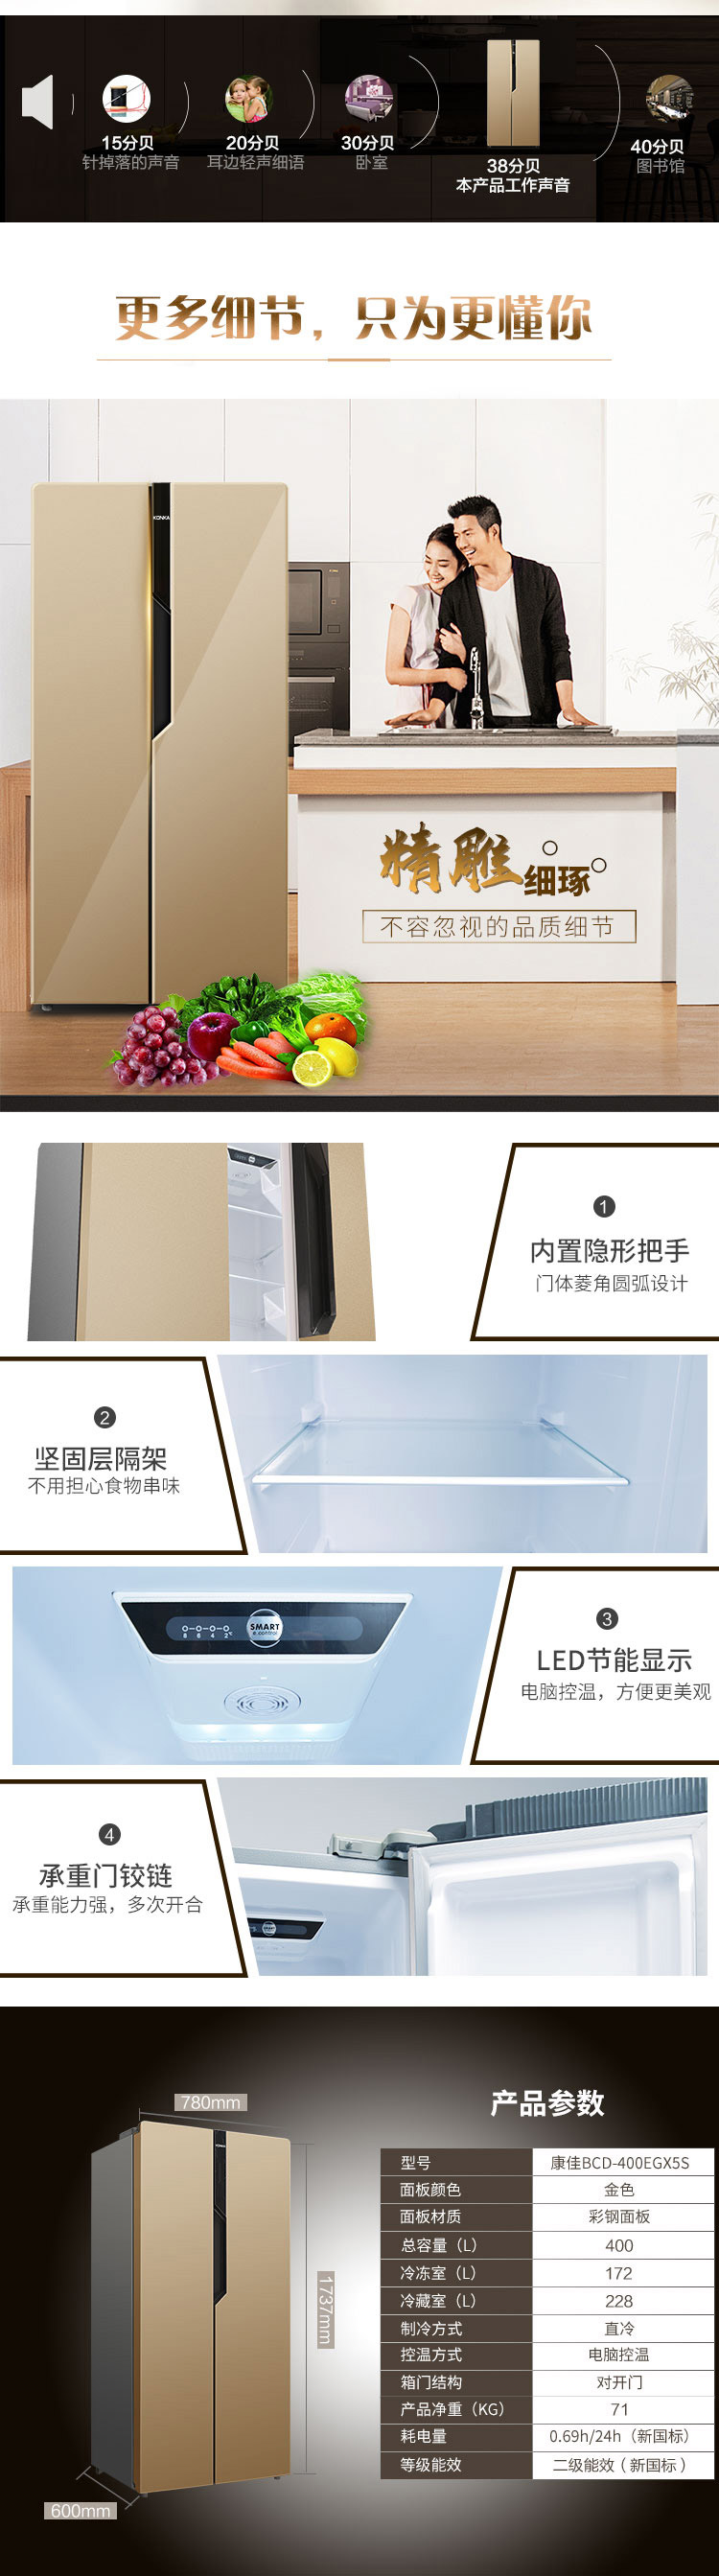 15分贝
针掉落的声音
20分贝
耳边轻声细语
30分贝
卧室
38分贝
本产品工作声音
40分贝
图书馆
更多细节，只为更懂你
KONKA
精雕细琢
不容忽视的品质细节
1
内置隐形把手
门体菱角圆弧设计
2
坚固层隔架
不用担心食物串味
SMART
e.control
8 6 4 2℃
3
LED节能显示
电脑控温，方便更美观
4
承重门铰链
承重能力强，多次开合
SMART
780mm
1737mm
600mm
KONKA
产品参数
型号 康佳BCD-400EGX5S
面板颜色 金色
面板材质 彩钢面板
总容量（L） 400
冷冻室（L） 172
冷藏室（L） 228
制冷方式 直冷
控温方式 电脑控温
箱门结构 对开门
产品净重（KG） 71
耗电量 0.69h/24h（新国标）
等级能效 二级能效（新国标）